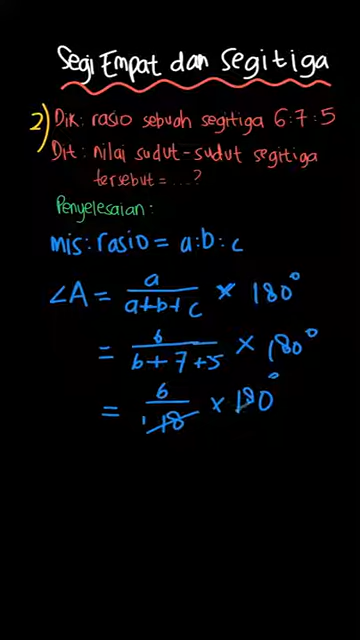 Segi Empat dan Segitiga
2) Dik: rasio sebuah segitiga 6:7:5
Dit: Nilai sudut-sudut segitiga
tersebut = ....?
Penyelesaian:
mis: rasio = a:b:c
∠A = a/(a+b+c) × 180°
= 6/(6+7+5) × 180°
= 6/18 × 180°
1